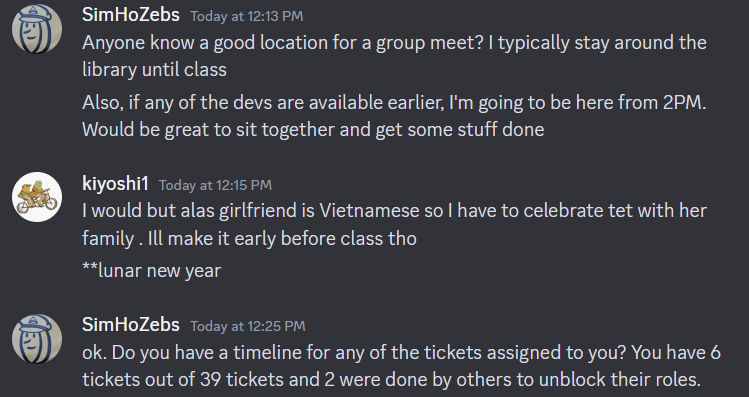 SimHoZebs Today at 12:13 PM
Anyone know a good location for a group meet? I typically stay around the
library until class
Also, if any of the devs are available earlier, I'm going to be here from 2PM.
Would be great to sit together and get some stuff done
kiyoshi1 Today at 12:15 PM
I would but alas girlfriend is Vietnamese so I have to celebrate tet with her
family . Ill make it early before class tho
**lunar new year
SimHoZebs Today at 12:25 PM
ok. Do you have a timeline for any of the tickets assigned to you? You have 6
tickets out of 39 tickets and 2 were done by others to unblock their roles.